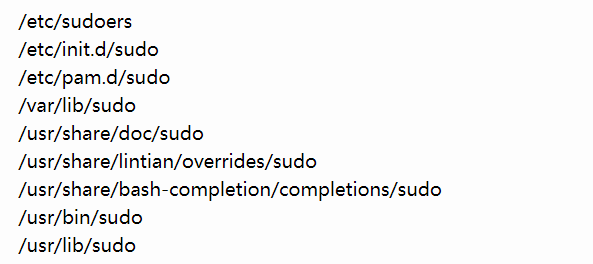 /etc/sudoers
/etc/init.d/sudo
/etc/pam.d/sudo
/var/lib/sudo
/usr/share/doc/sudo
/usr/share/lintian/overrides/sudo
/usr/share/bash-completion/completions/sudo
/usr/bin/sudo
/usr/lib/sudo